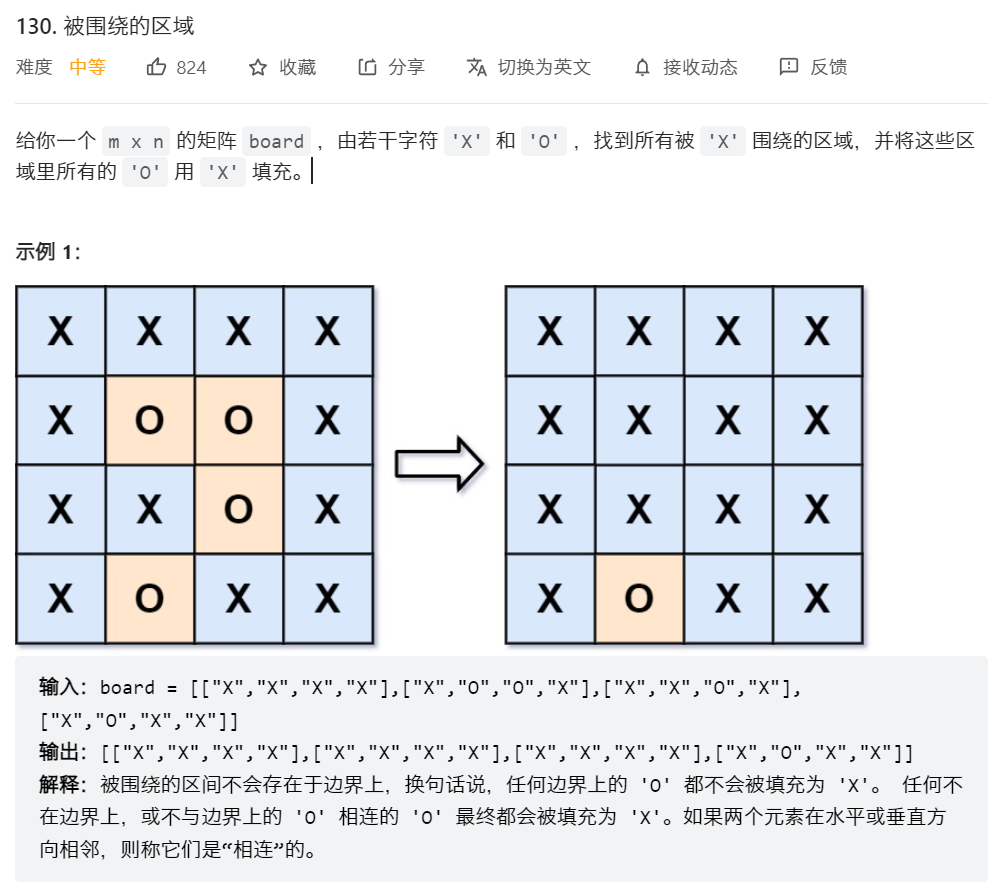 130. 被围绕的区域
难度 中等 824 收藏 分享 切换为英文 接收动态 反馈
给你一个 m x n 的矩阵 board ，由若干字符 'X' 和 'O' ，找到所有被 'X' 围绕的区域，并将这些区
域里所有的 'O' 用 'X' 填充。
示例 1：
X X X X X X X X
X O O X X X X X
X X O X X X X X
X O X X X O X X
输入：board = [["X","X","X","X"],["X","O","O","X"],["X","X","O","X"],
["X","O","X","X"]]
输出：[["X","X","X","X"],["X","X","X","X"],["X","X","X","X"],["X","O","X","X"]]
解释：被围绕的区间不会存在于边界上，换句话说，任何边界上的 'O' 都不会被填充为 'X'。 任何不
在边界上，或不与边界上的 'O' 相连的 'O' 最终都会被填充为 'X'。如果两个元素在水平或垂直方
向相邻，则称它们是“相连”的。